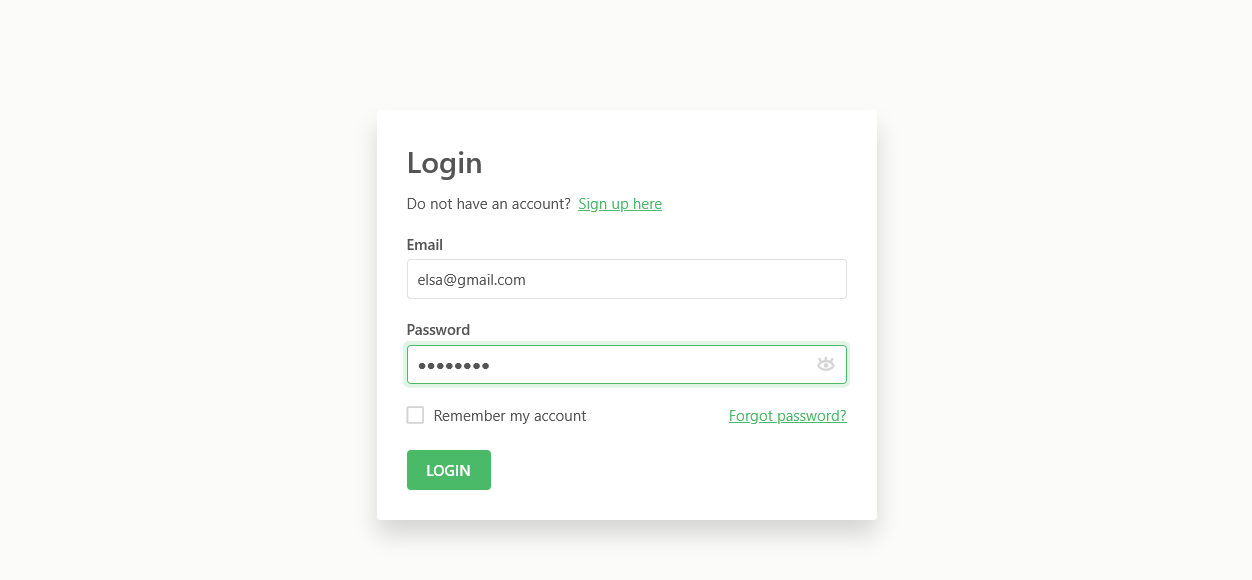 Login
Do not have an account? Sign up here
Email
elsa@gmail.com
Password
••••••••
Remember my account Forgot password?
LOGIN